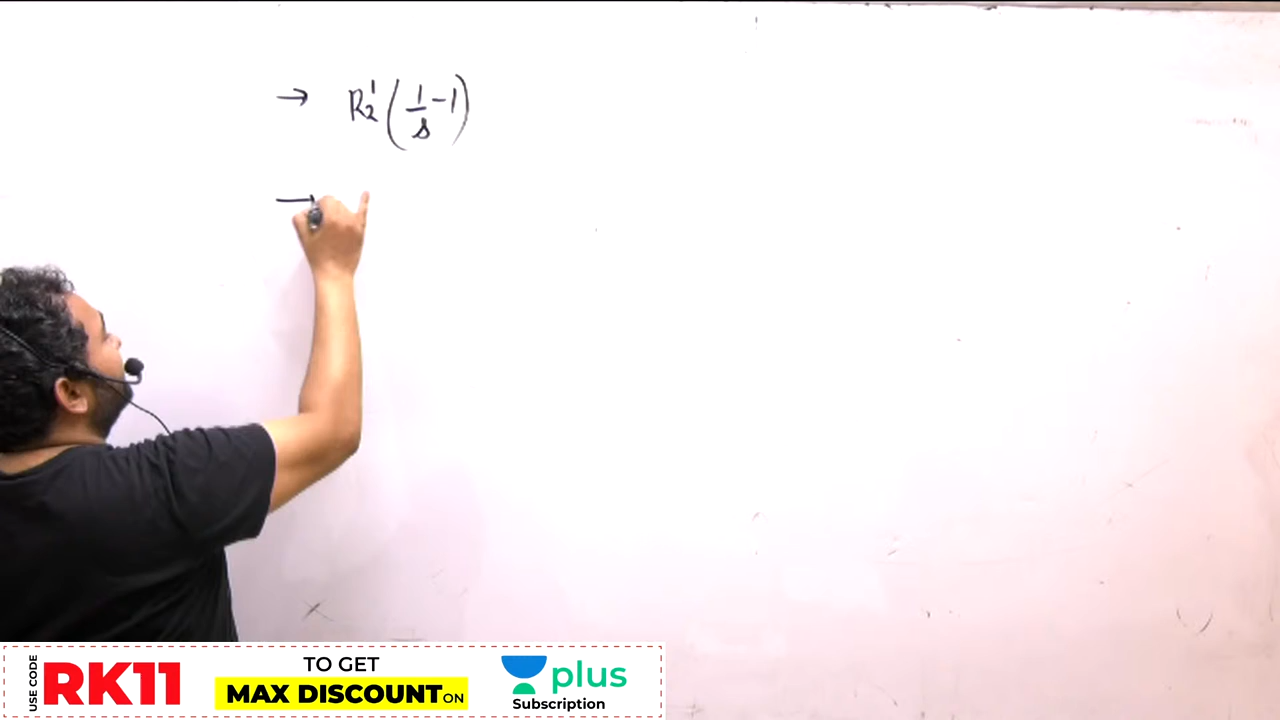 → R₂' (1/s - 1)
→
USE CODE RK11
TO GET
MAX DISCOUNT ON
plus
Subscription